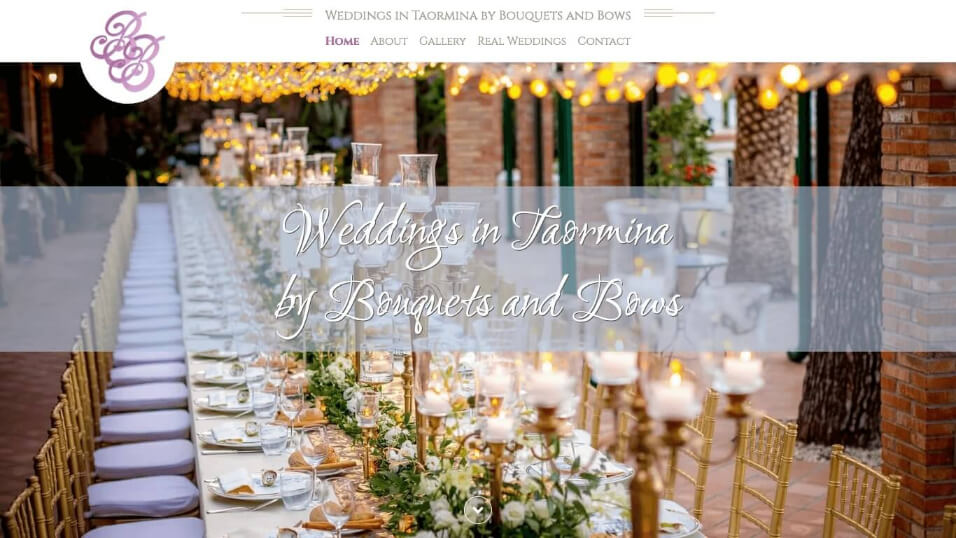 Weddings in Taormina by Bouquets and Bows
Home About Gallery Real Weddings Contact
BB
Weddings in Taormina
by Bouquets and Bows